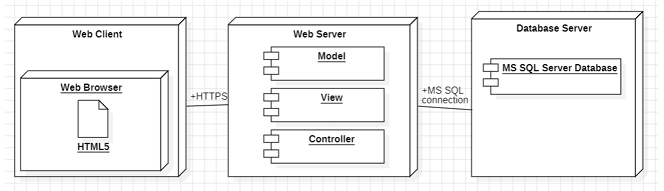 Web Client
Web Browser
HTML5
+HTTPS
Web Server
Model
View
Controller
+MS SQL
connection
Database Server
MS SQL Server Database